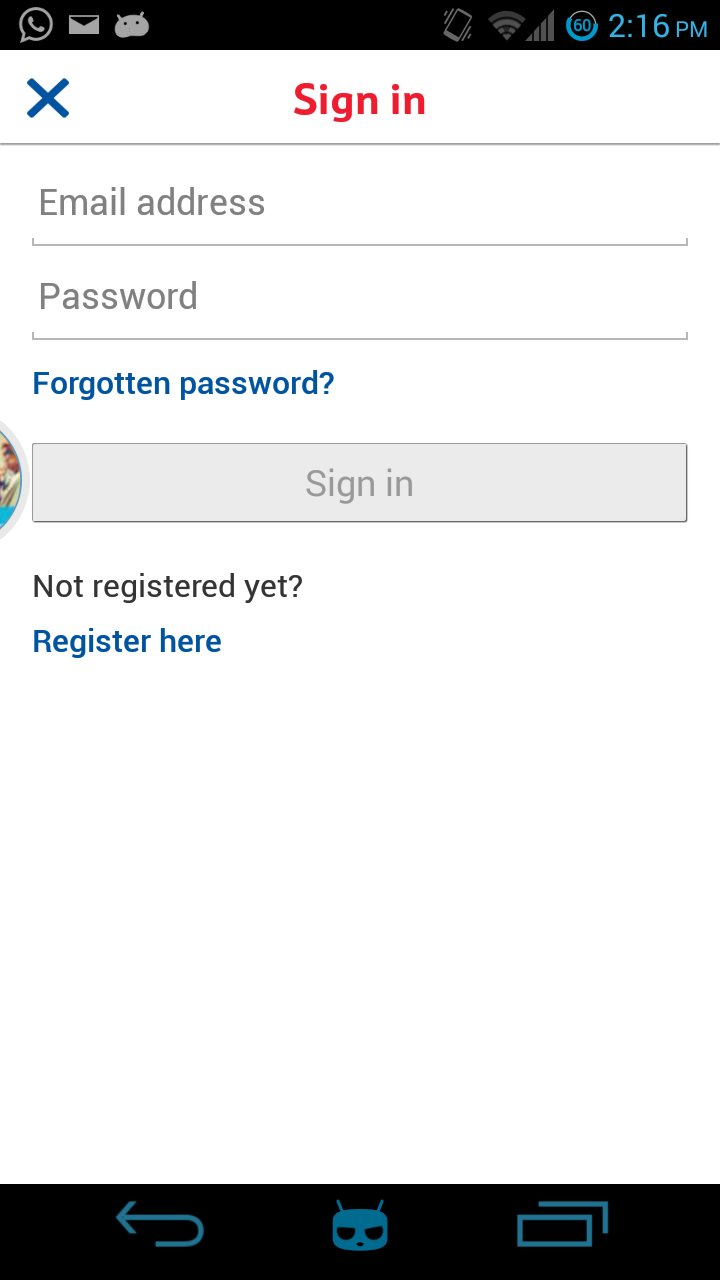 60 2:16 PM
Sign in
Email address
Password
Forgotten password?
Sign in
Not registered yet?
Register here